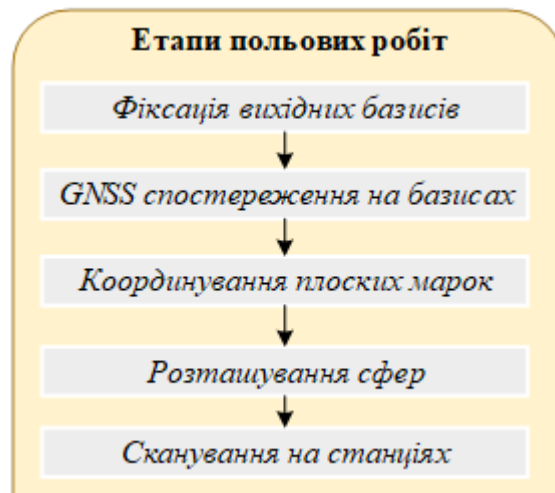 Етапи польових робіт
Фіксація вихідних базисів
GNSS спостереження на базисах
Координування плоских марок
Розташування сфер
Сканування на станціях